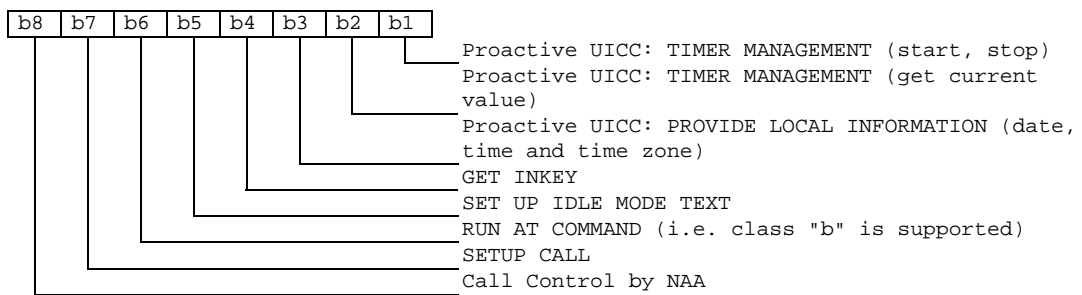 b8 b7 b6 b5 b4 b3 b2 b1
Proactive UICC: TIMER MANAGEMENT (start, stop)
Proactive UICC: TIMER MANAGEMENT (get current
value)
Proactive UICC: PROVIDE LOCAL INFORMATION (date,
time and time zone)
GET INKEY
SET UP IDLE MODE TEXT
RUN AT COMMAND (i.e. class "b" is supported)
SETUP CALL
Call Control by NAA